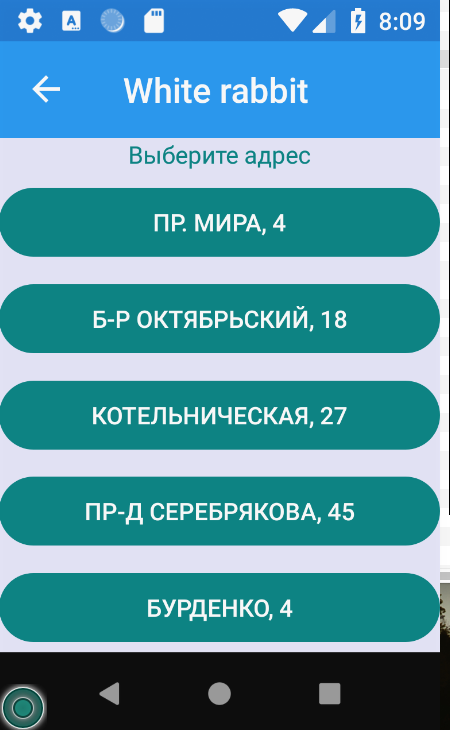 8:09
White rabbit
Выберите адрес
ПР. МИРА, 4
Б-Р ОКТЯБРЬСКИЙ, 18
КОТЕЛЬНИЧЕСКАЯ, 27
ПР-Д СЕРЕБРЯКОВА, 45
БУРДЕНКО, 4